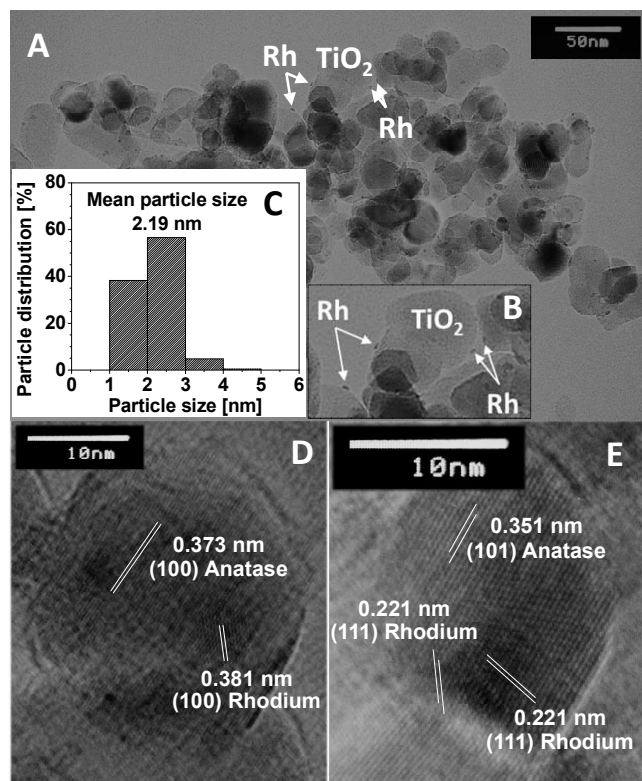 A
50nm
Rh
TiO2
Rh
Particle distribution [%]
80
60
40
20
0
Mean particle size
2.19 nm
C
0 1 2 3 4 5 6
Particle size [nm]
B
Rh
TiO2
Rh
10nm
D
0.373 nm
(100) Anatase
0.381 nm
(100) Rhodium
10nm
E
0.351 nm
(101) Anatase
0.221 nm
(111) Rhodium
0.221 nm
(111) Rhodium